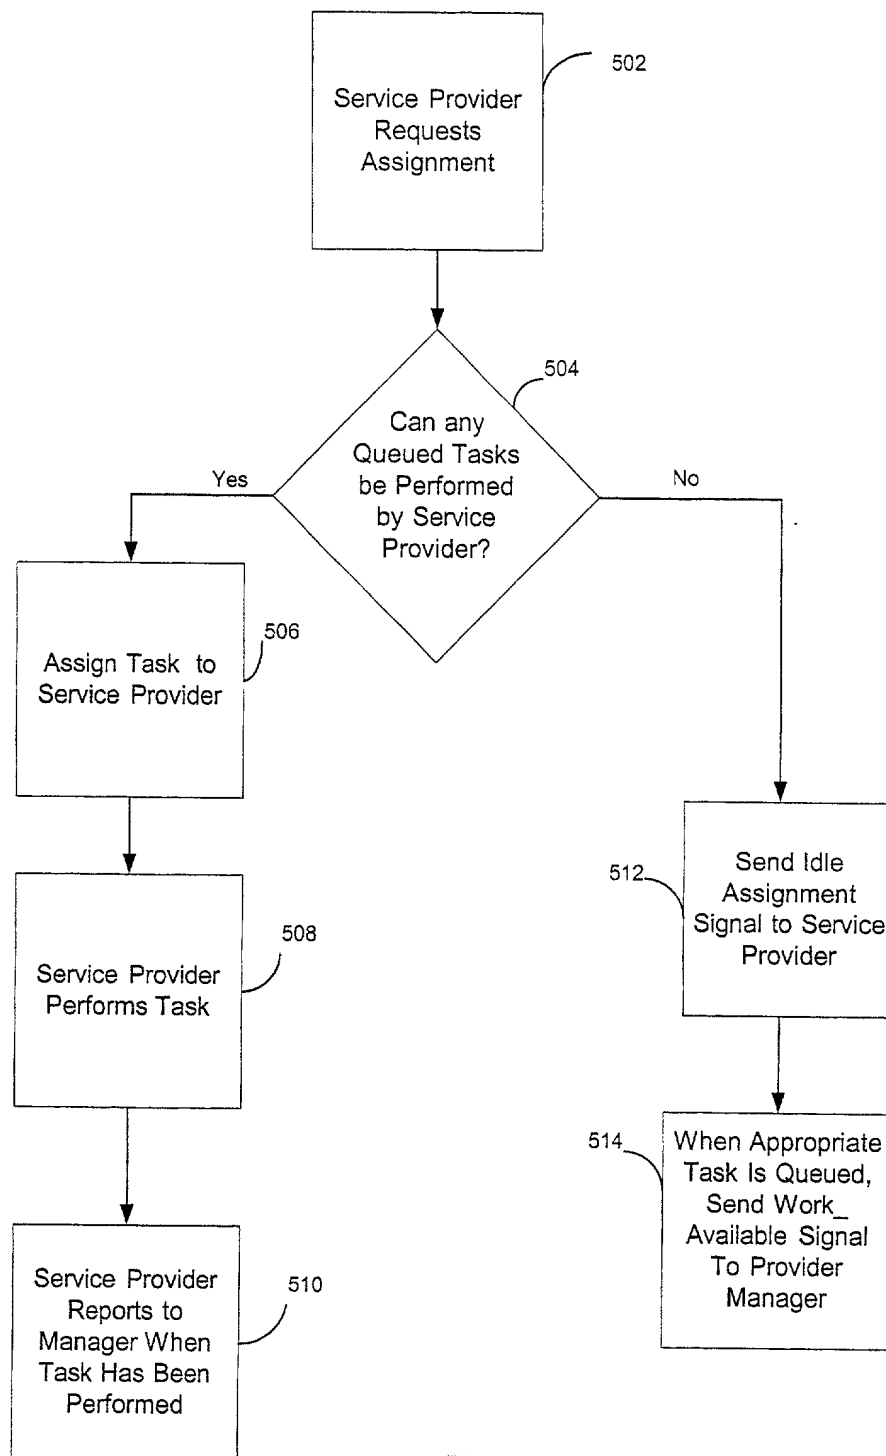 Service Provider
Requests
Assignment
502
Can any
Queued Tasks
be Performed
by Service
Provider?
504
Yes
No
Assign Task to
Service Provider
506
Service Provider
Performs Task
508
Service Provider
Reports to
Manager When
Task Has Been
Performed
510
Send Idle
Assignment
Signal to Service
Provider
512
When Appropriate
Task Is Queued,
Send Work_
Available Signal
To Provider
Manager
514